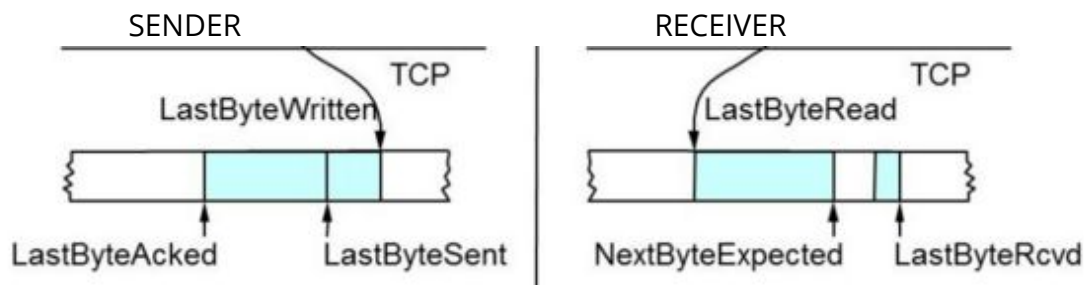 SENDER
TCP
LastByteWritten
LastByteAcked
LastByteSent
RECEIVER
TCP
LastByteRead
NextByteExpected
LastByteRcvd